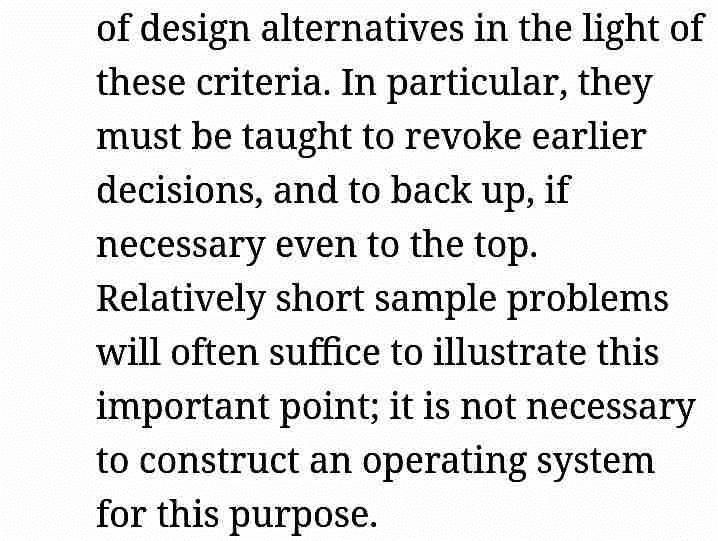 of design alternatives in the light of
these criteria. In particular, they
must be taught to revoke earlier
decisions, and to back up, if
necessary even to the top.
Relatively short sample problems
will often suffice to illustrate this
important point; it is not necessary
to construct an operating system
for this purpose.